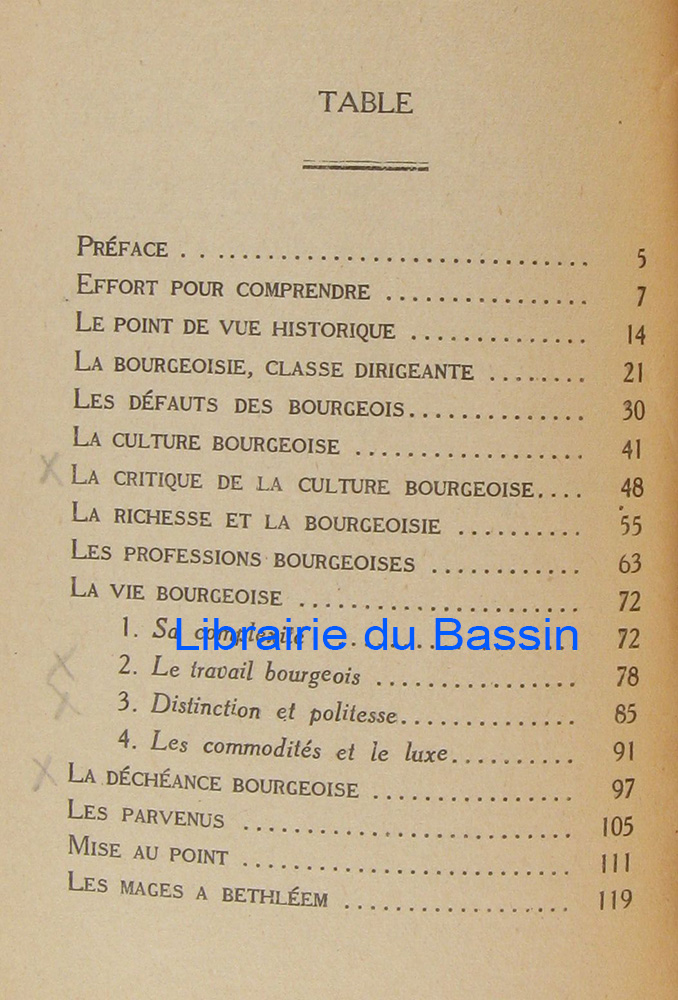 TABLE
PRÉFACE . . ............................... 5
EFFORT POUR COMPRENDRE ................ 7
LE POINT DE VUE HISTORIQUE .............. 14
LA BOURGEOISIE, CLASSE DIRIGEANTE ........ 21
LES DÉFAUTS DES BOURGEOIS.............. 30
LA CULTURE BOURGEOISE .................. 41
X LA CRITIQUE DE LA CULTURE BOURGEOISE.... 48
LA RICHESSE ET LA BOURGEOISIE .......... 55
LES PROFESSIONS BOURGEOISES ............ 63
LA VIE BOURGEOISE ...................... 72
1. Sa complexité .................. 72
Librairie du Bassin
X 2. Le travail bourgeois ................ 78
X 3. Distinction et politesse.............. 85
4. Les commodités et le luxe.......... 91
X LA DÉCHÉANCE BOURGEOISE ................ 97
LES PARVENUS .......................... 105
MISE AU POINT .......................... 111
LES MAGES A BETHLÉEM .................. 119